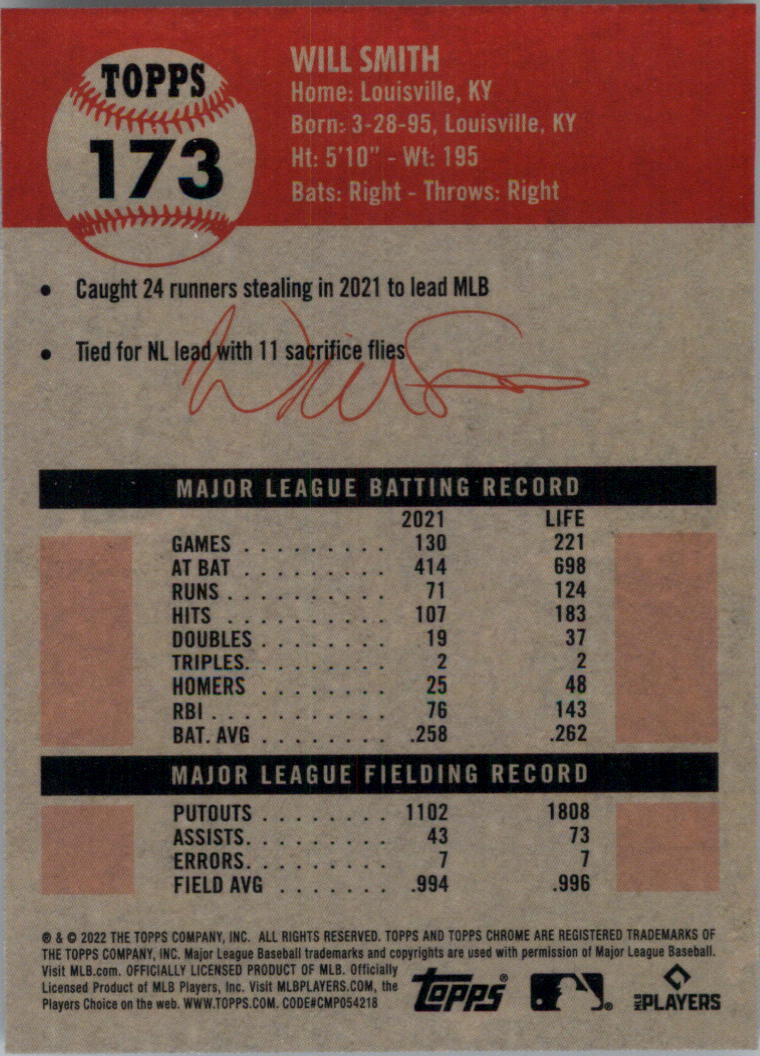 TOPPS
173
WILL SMITH
Home: Louisville, KY
Born: 3-28-95, Louisville, KY
Ht: 5'10" - Wt: 195
Bats: Right - Throws: Right
• Caught 24 runners stealing in 2021 to lead MLB
• Tied for NL lead with 11 sacrifice flies
Will S
MAJOR LEAGUE BATTING RECORD
2021 LIFE
GAMES . . . . . . . . . 130 221
AT BAT . . . . . . . . . 414 698
RUNS . . . . . . . . . . 71 124
HITS . . . . . . . . . . 107 183
DOUBLES . . . . . . . . 19 37
TRIPLES. . . . . . . . . 2 2
HOMERS . . . . . . . . 25 48
RBI . . . . . . . . . . . 76 143
BAT. AVG . . . . . . . . .258 .262
MAJOR LEAGUE FIELDING RECORD
PUTOUTS . . . . . . . . 1102 1808
ASSISTS. . . . . . . . . 43 73
ERRORS. . . . . . . . . 7 7
FIELD AVG . . . . . . . .994 .996
® & © 2022 THE TOPPS COMPANY, INC. ALL RIGHTS RESERVED. TOPPS AND TOPPS CHROME ARE REGISTERED TRADEMARKS OF
THE TOPPS COMPANY, INC. Major League Baseball trademarks and copyrights are used with permission of Major League Baseball.
Visit MLB.com. OFFICIALLY LICENSED PRODUCT OF MLB. Officially
Licensed Product of MLB Players, Inc. Visit MLBPLAYERS.COM, the
Players Choice on the web. WWW.TOPPS.COM. CODE#CMP054218
topps®
MLB PLAYERS